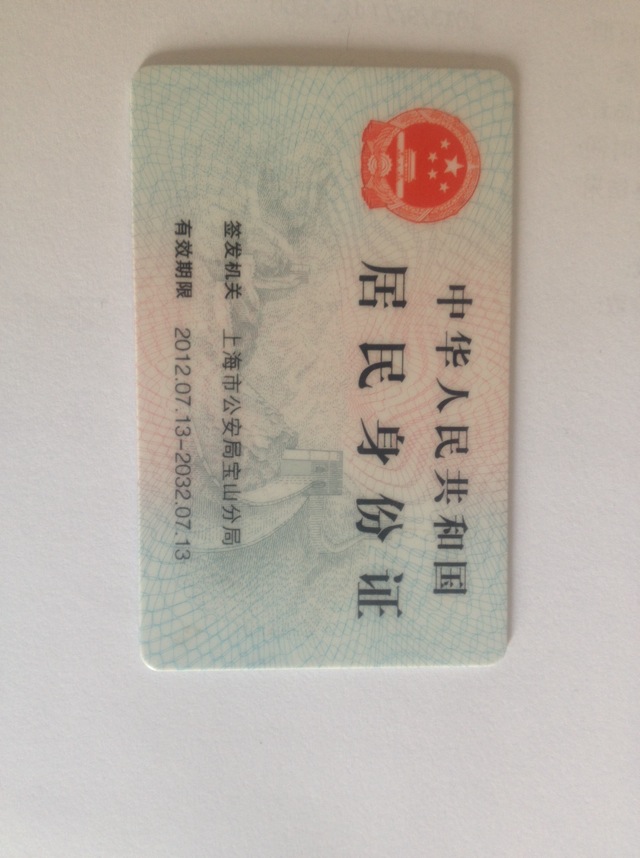 中华人民共和国
居民身份证
签发机关 上海市公安局宝山分局
有效期限 2012.07.13-2032.07.13